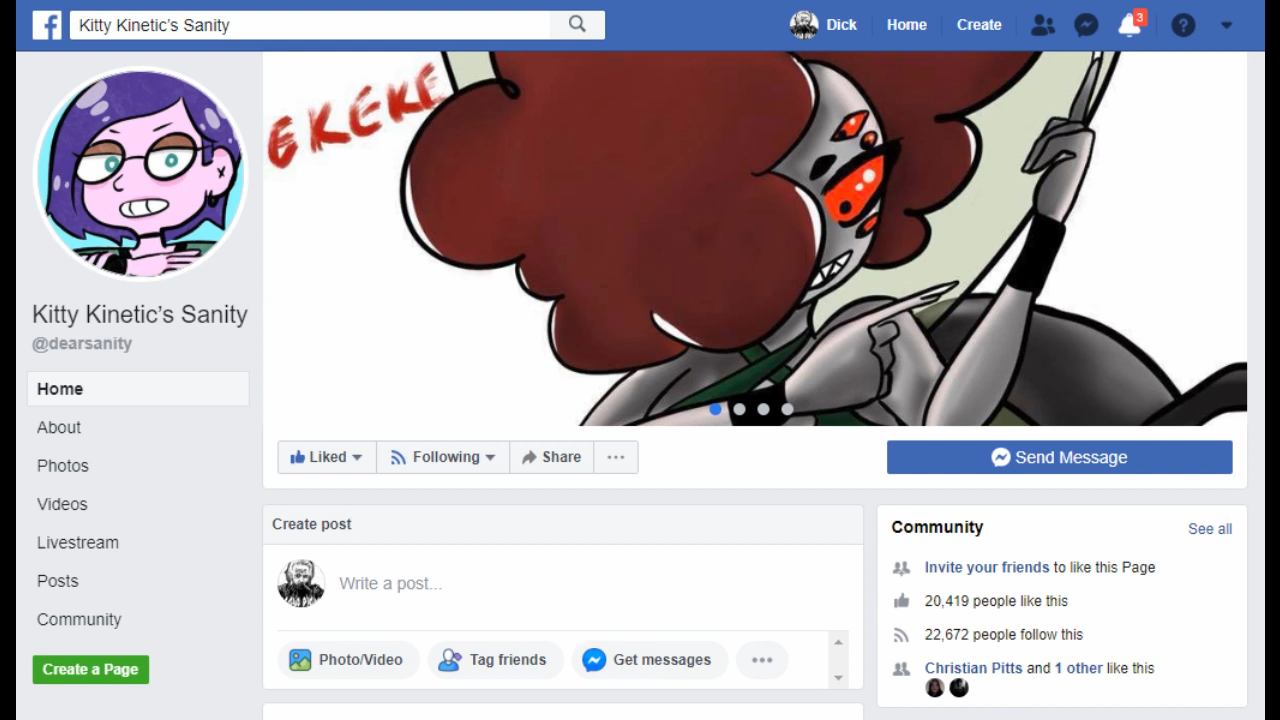 f
Kitty Kinetic's Sanity
Dick
Home
Create
3
?
EKEKE
Kitty Kinetic's Sanity
@dearsanity
Home
About
Photos
Videos
Livestream
Posts
Community
Create a Page
Liked
Following
Share
...
Send Message
Create post
Write a post...
Photo/Video
Tag friends
Get messages
...
Community
See all
Invite your friends to like this Page
20,419 people like this
22,672 people follow this
Christian Pitts and 1 other like this